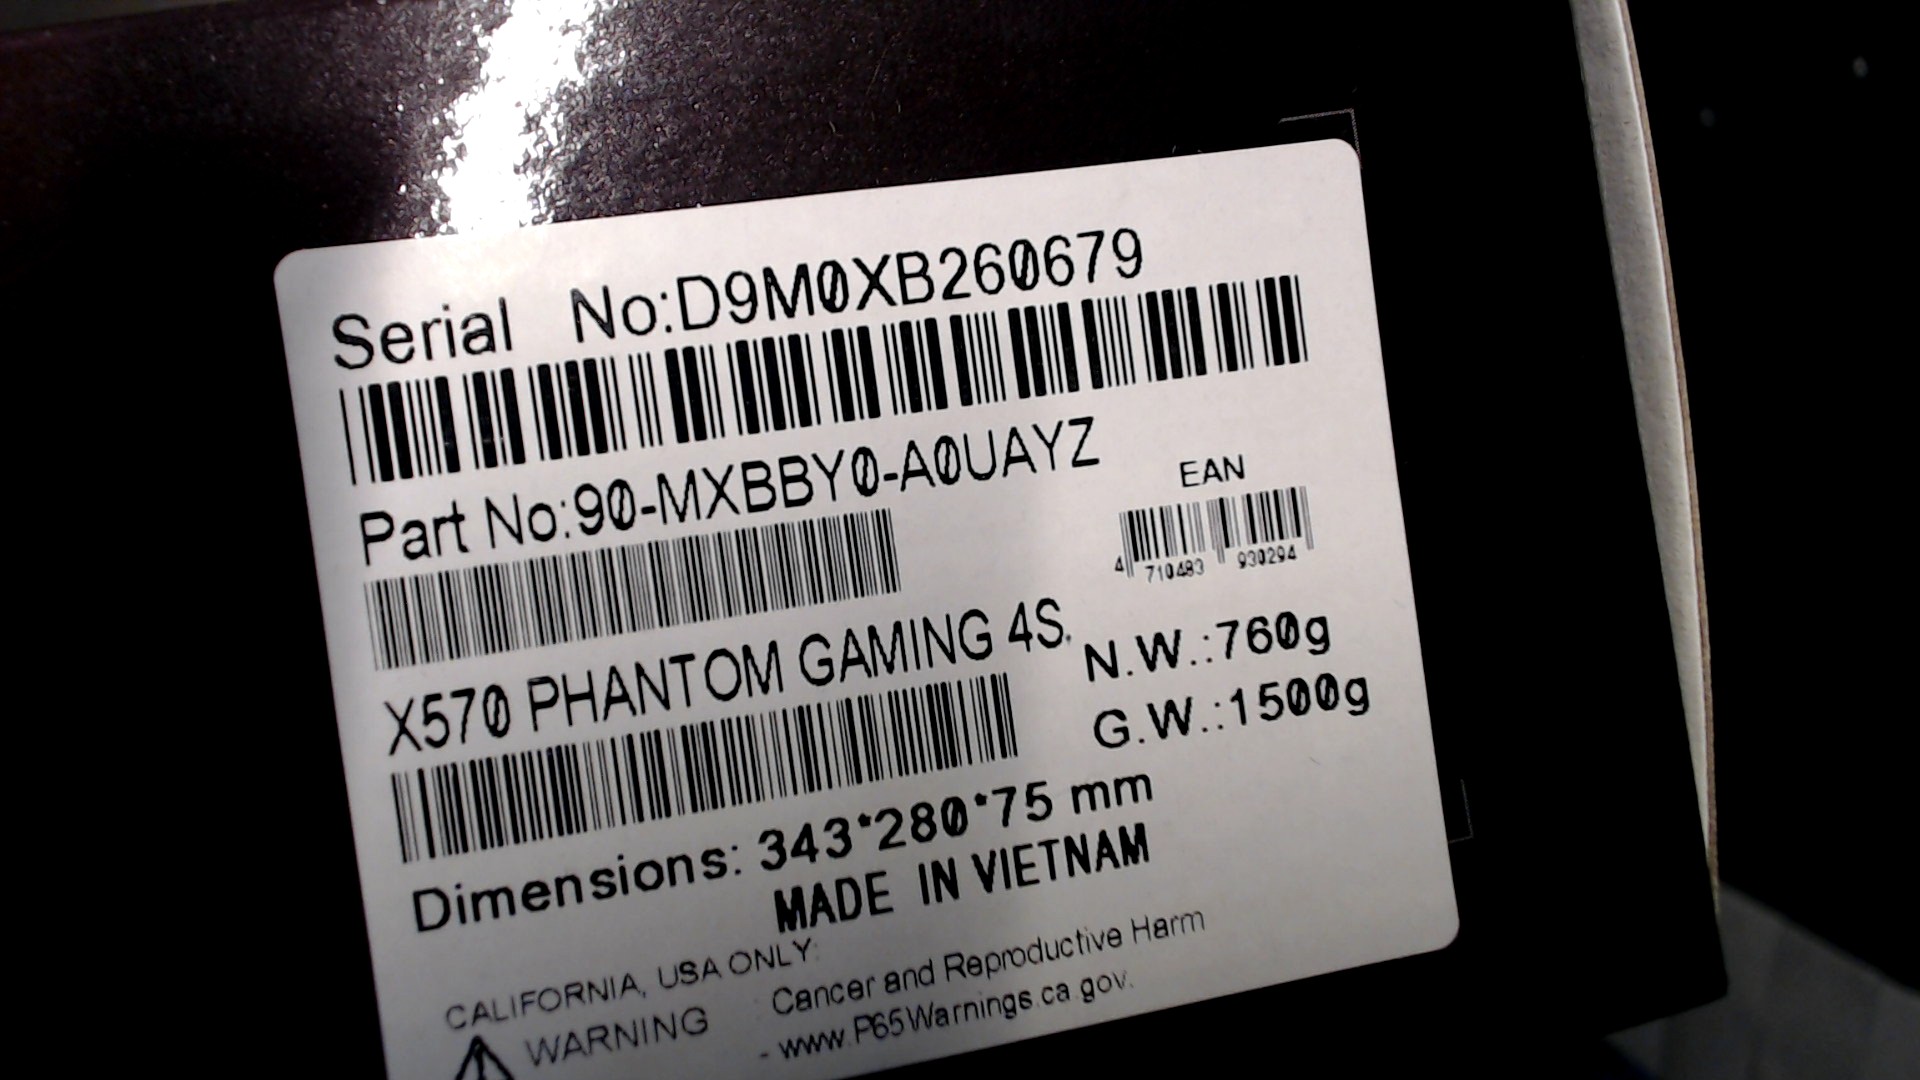 Serial No:D9M0XB260679
Part No:90-MXBBY0-A0UAYZ
EAN
4 710483 930294
X570 PHANTOM GAMING 4S.
N.W.:760g
G.W.:1500g
Dimensions: 343*280*75 mm
MADE IN VIETNAM
CALIFORNIA, USA ONLY:
WARNING
Cancer and Reproductive Harm
- www.P65Warnings.ca.gov.